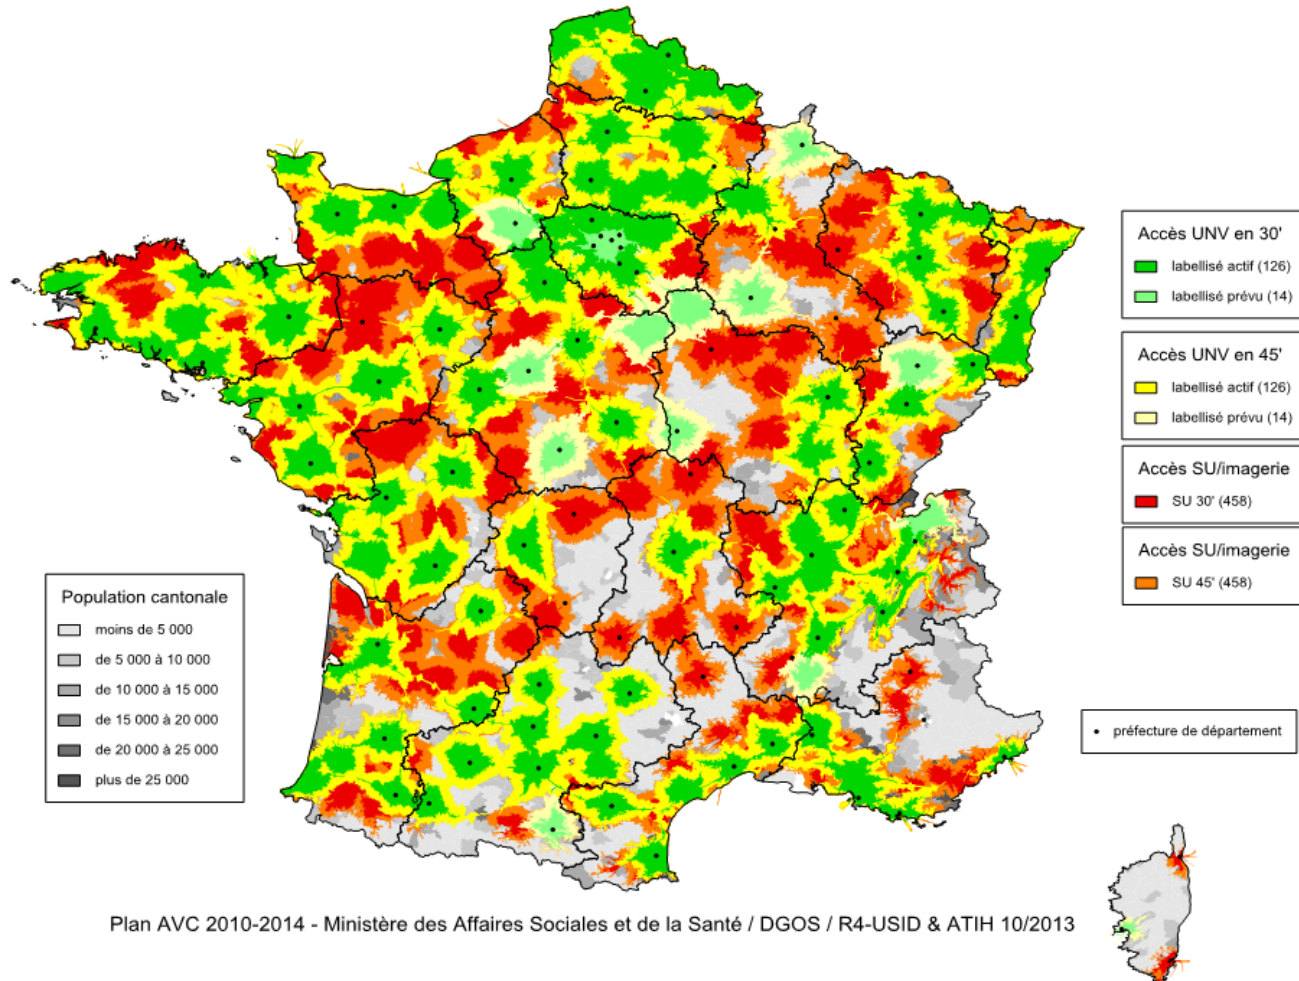 Accès UNV en 30'
labellisé actif (126)
labellisé prévu (14)
Accès UNV en 45'
labellisé actif (126)
labellisé prévu (14)
Accès SU/imagerie
SU 30' (458)
Accès SU/imagerie
SU 45' (458)
Population cantonale
moins de 5 000
de 5 000 à 10 000
de 10 000 à 15 000
de 15 000 à 20 000
de 20 000 à 25 000
plus de 25 000
préfecture de département
Plan AVC 2010-2014 - Ministère des Affaires Sociales et de la Santé / DGOS / R4-USID & ATIH 10/2013